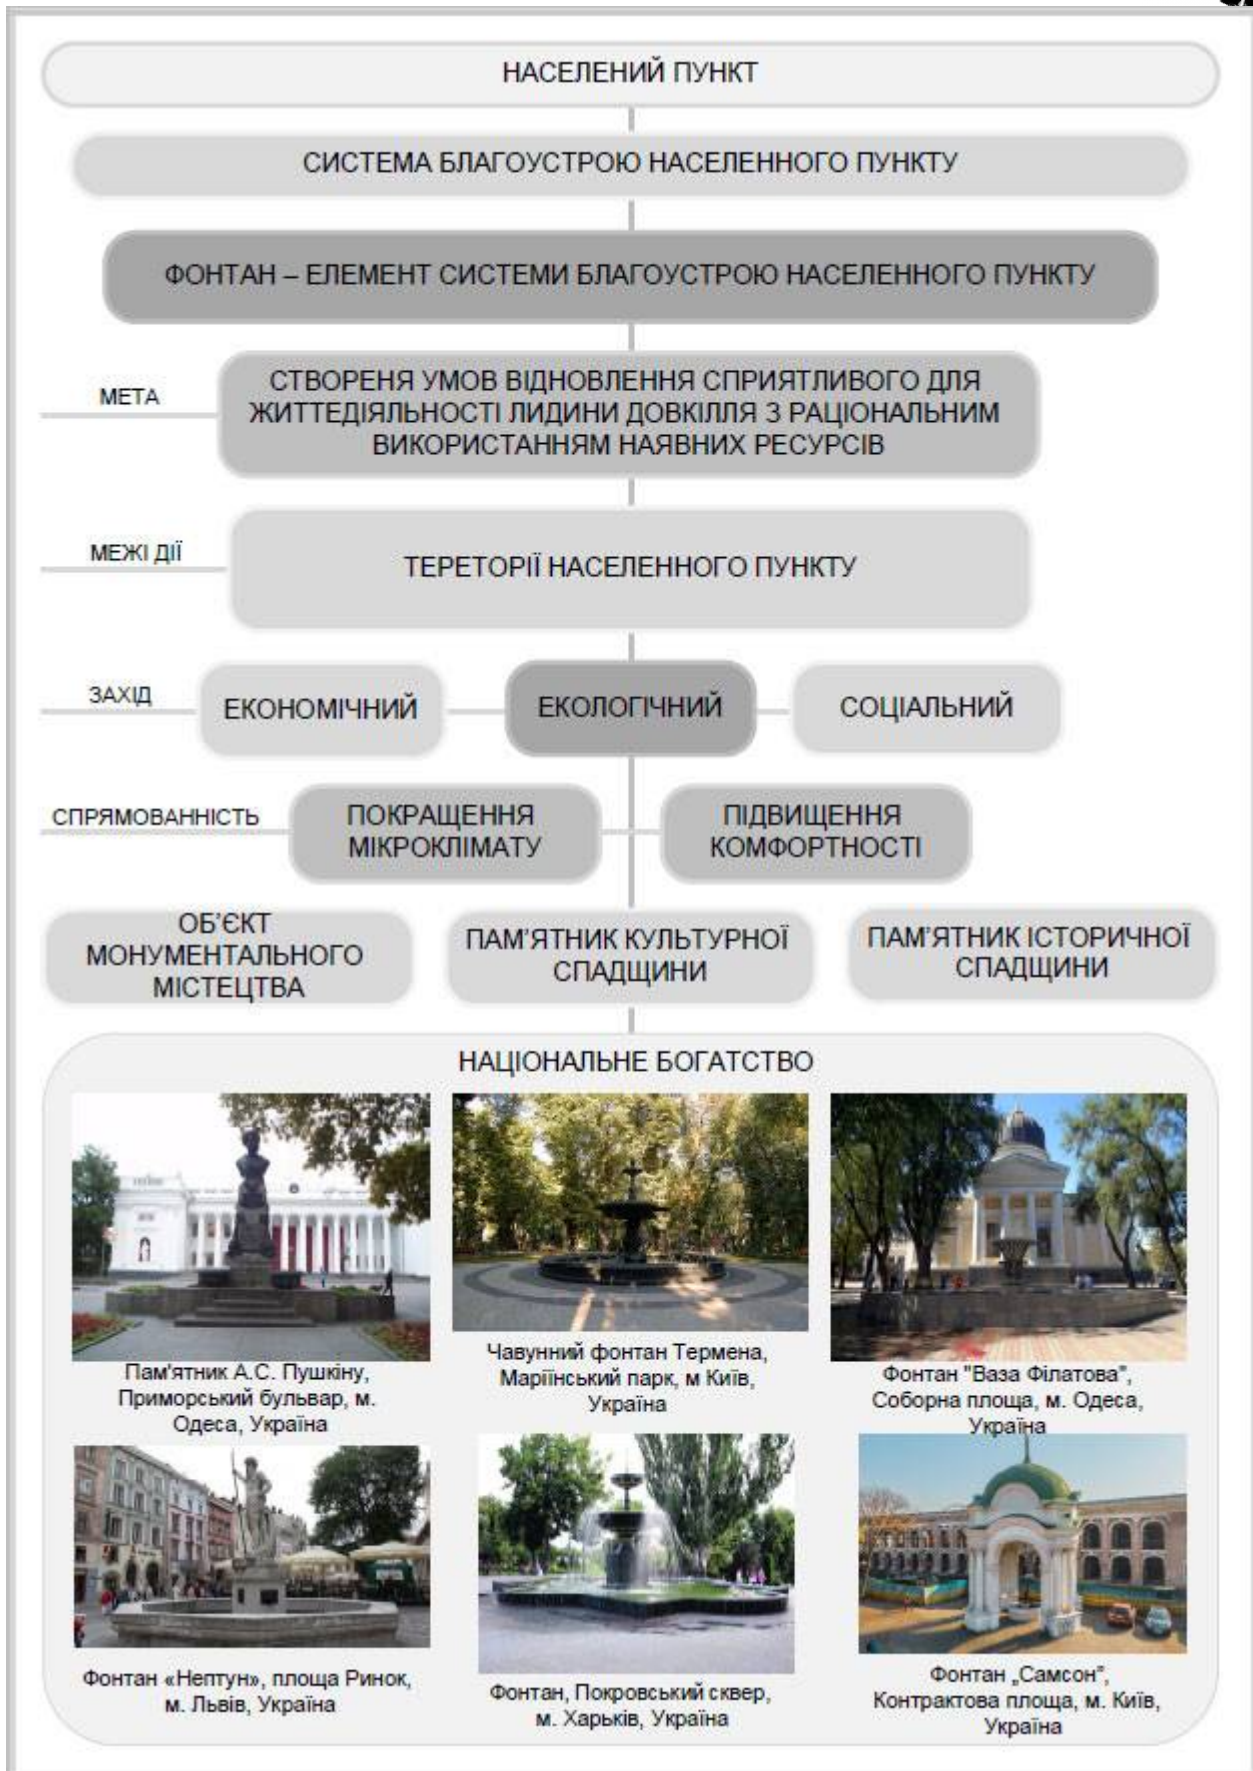 НАСЕЛЕНИЙ ПУНКТ
СИСТЕМА БЛАГОУСТРОЮ НАСЕЛЕННОГО ПУНКТУ
ФОНТАН – ЕЛЕМЕНТ СИСТЕМИ БЛАГОУСТРОЮ НАСЕЛЕННОГО ПУНКТУ
МЕТА
СТВОРЕНЯ УМОВ ВІДНОВЛЕННЯ СПРИЯТЛИВОГО ДЛЯ
ЖИТТЕДІЯЛЬНОСТІ ЛИДИНИ ДОВКІЛЛЯ З РАЦІОНАЛЬНИМ
ВИКОРИСТАННЯМ НАЯВНИХ РЕСУРСІВ
МЕЖІ ДІЇ
ТЕРЕТОРІЇ НАСЕЛЕННОГО ПУНКТУ
ЗАХІД
ЕКОНОМІЧНИЙ
ЕКОЛОГІЧНИЙ
СОЦІАЛЬНИЙ
СПРЯМОВАННІСТЬ
ПОКРАЩЕННЯ
МІКРОКЛІМАТУ
ПІДВИЩЕННЯ
КОМФОРТНОСТІ
ОБ'ЄКТ
МОНУМЕНТАЛЬНОГО
МІСТЕЦТВА
ПАМ'ЯТНИК КУЛЬТУРНОЇ
СПАДЩИНИ
ПАМ'ЯТНИК ІСТОРИЧНОЇ
СПАДЩИНИ
НАЦІОНАЛЬНЕ БОГАТСТВО
Пам'ятник А.С. Пушкіну,
Приморський бульвар, м.
Одеса, Україна
Чавунний фонтан Термена,
Маріїнський парк, м Київ,
Україна
Фонтан "Ваза Філатова",
Соборна площа, м. Одеса,
Україна
Фонтан «Нептун», площа Ринок,
м. Львів, Україна
Фонтан, Покровський сквер,
м. Харьків, Україна
Фонтан „Самсон”,
Контрактова площа, м. Київ,
Україна